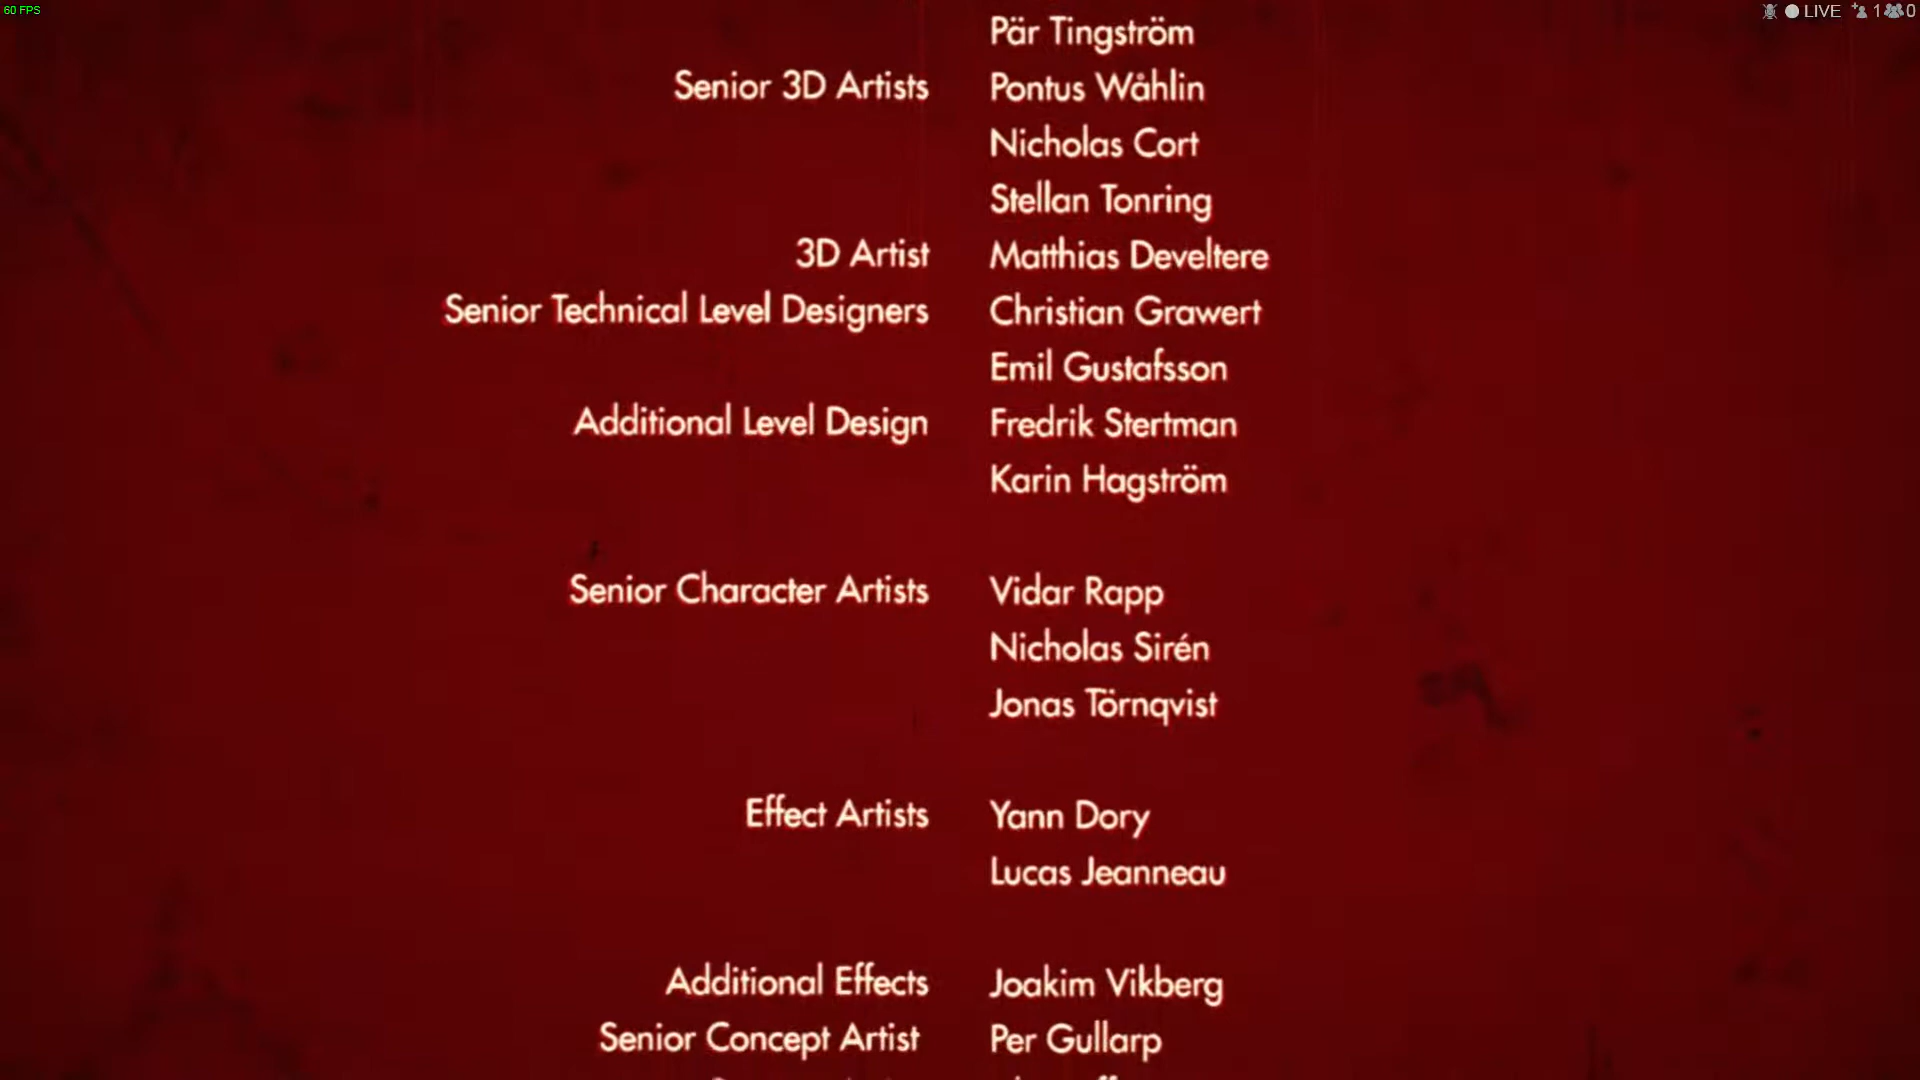 60 FPS
LIVE 1 0
Pär Tingström
Senior 3D Artists Pontus Wåhlin
Nicholas Cort
Stellan Tonring
3D Artist Matthias Develtere
Senior Technical Level Designers Christian Grawert
Emil Gustafsson
Additional Level Design Fredrik Stertman
Karin Hagström
Senior Character Artists Vidar Rapp
Nicholas Sirén
Jonas Törnqvist
Effect Artists Yann Dory
Lucas Jeanneau
Additional Effects Joakim Vikberg
Senior Concept Artist Per Gullarp